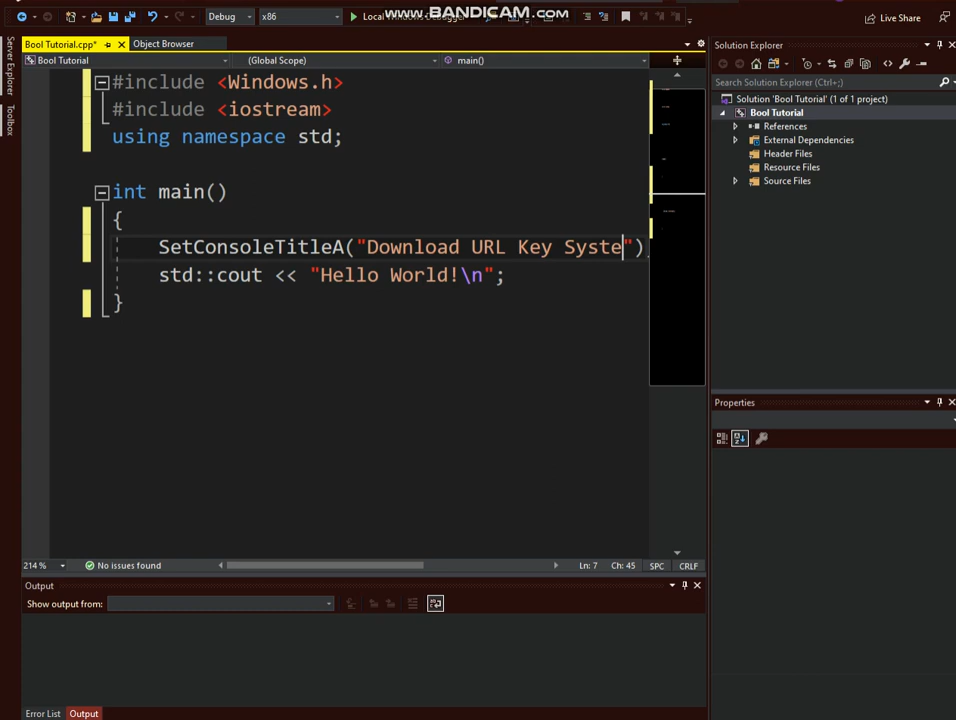 www.BANDICAM.com
Debug x86 Local Live Share
Bool Tutorial.cpp* Object Browser
Bool Tutorial (Global Scope) main()
Server Explorer
Toolbox
#include <Windows.h>
#include <iostream>
using namespace std;
int main()
{
SetConsoleTitleA("Download URL Key Syste")
std::cout << "Hello World!\n";
}
214 % No issues found Ln: 7 Ch: 45 SPC CRLF
Output
Show output from:
Error List Output
Solution Explorer
Search Solution Explorer (Ctrl+;)
Solution 'Bool Tutorial' (1 of 1 project)
Bool Tutorial
References
External Dependencies
Header Files
Resource Files
Source Files
Properties